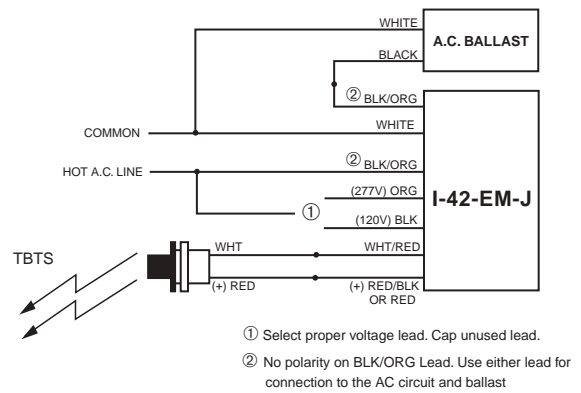 WHITE
A.C. BALLAST
BLACK
② BLK/ORG
WHITE
COMMON
② BLK/ORG
HOT A.C. LINE
(277V) ORG
I-42-EM-J
①
(120V) BLK
WHT
WHT/RED
TBTS
(+) RED
(+) RED/BLK
OR RED
① Select proper voltage lead. Cap unused lead.
② No polarity on BLK/ORG Lead. Use either lead for
connection to the AC circuit and ballast